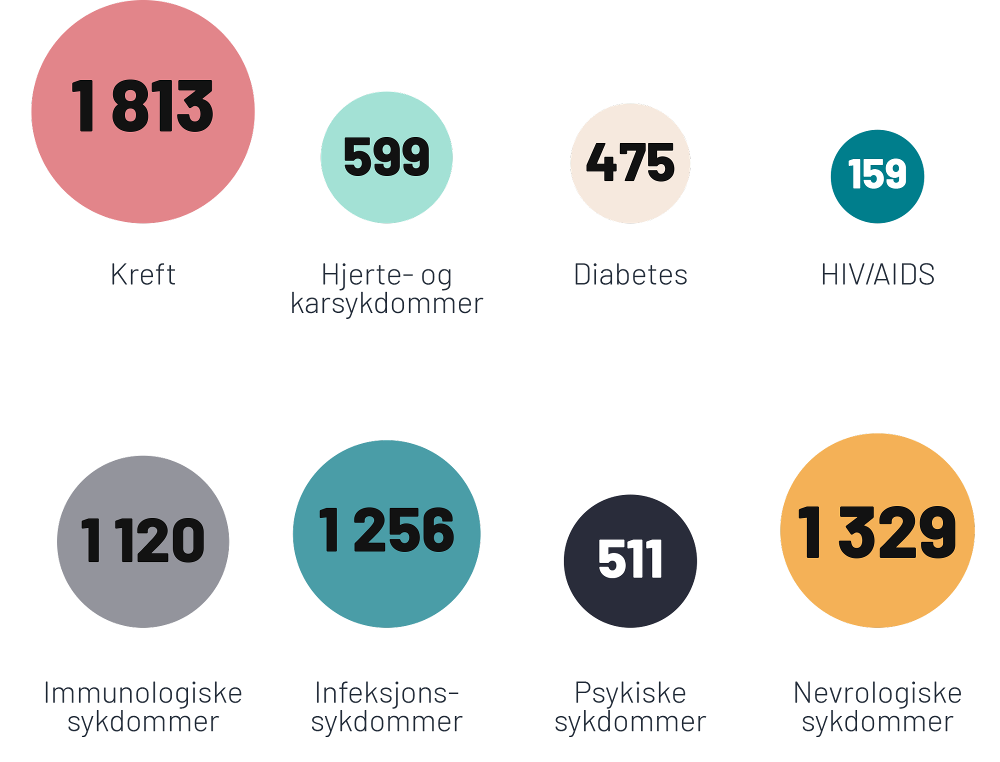 1 813
599
475
159
Kreft
Hjerte- og
karsykdommer
Diabetes
HIV/AIDS
1 120
1 256
511
1 329
Immunologiske
sykdommer
Infeksjons-
sykdommer
Psykiske
sykdommer
Nevrologiske
sykdommer